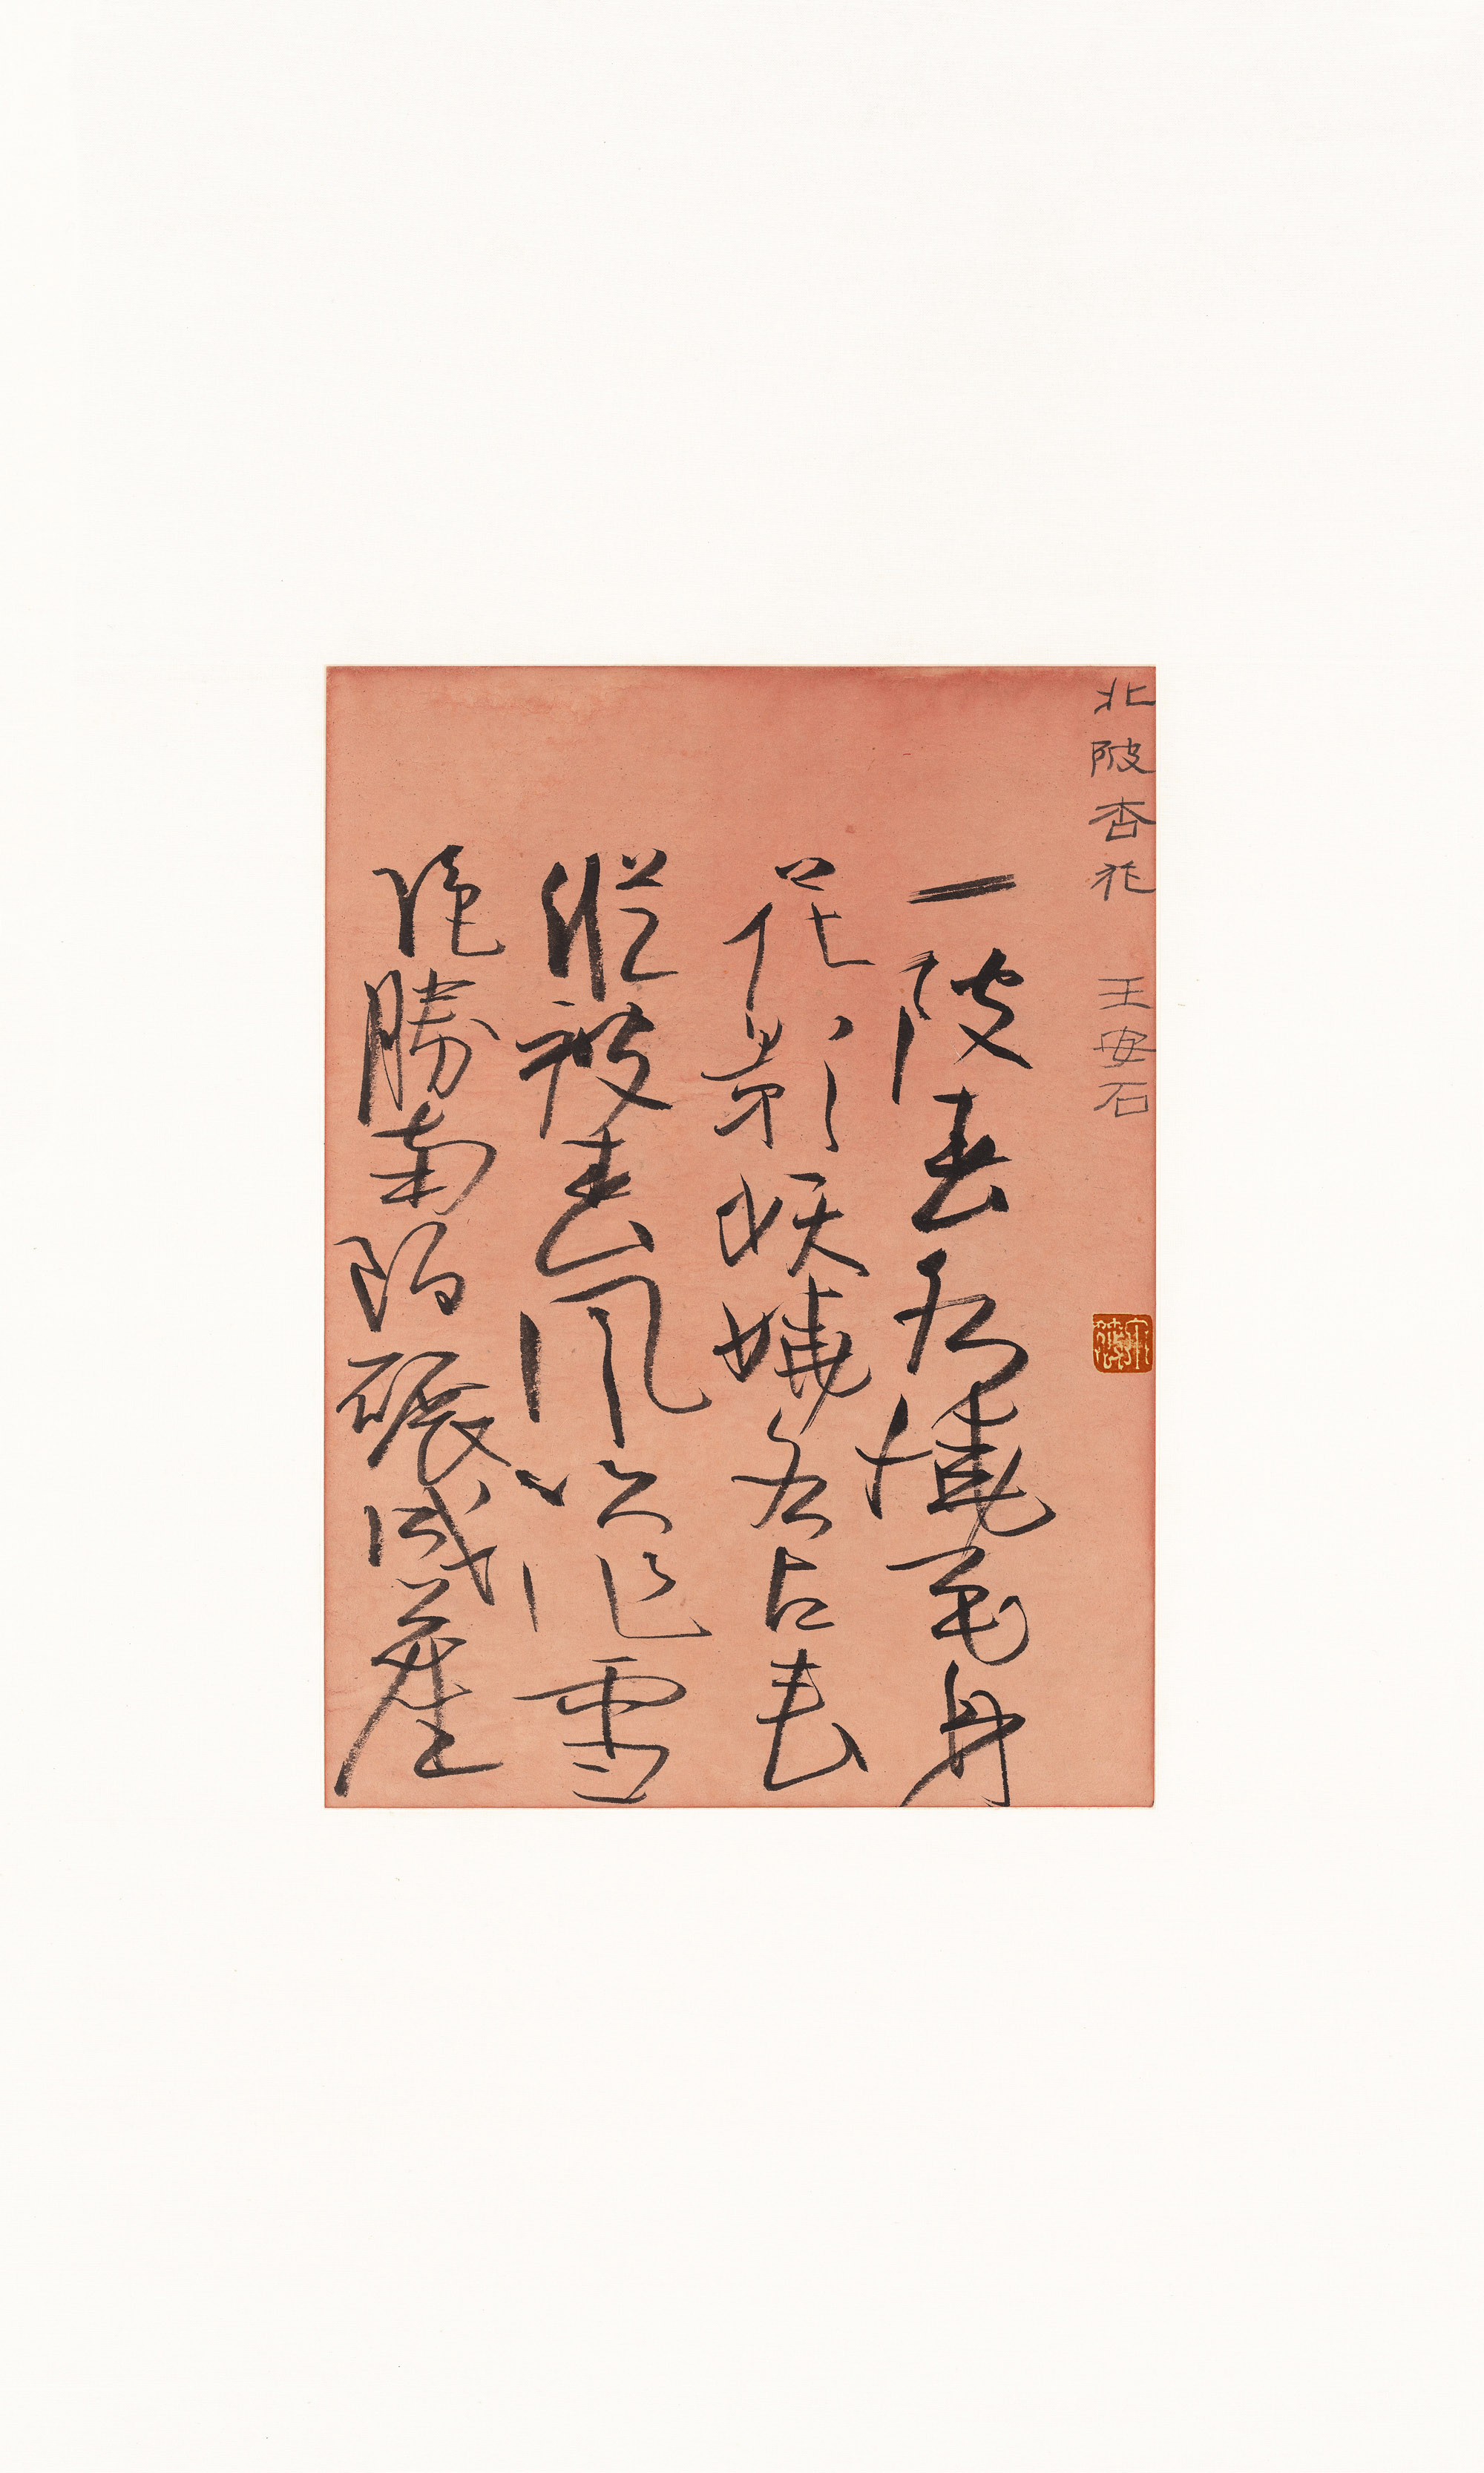 北陂杏花 王安石
一陂春水繞花身
花影妖嬈各占春
縱被春風吹作雪
絕勝南陌碾成塵